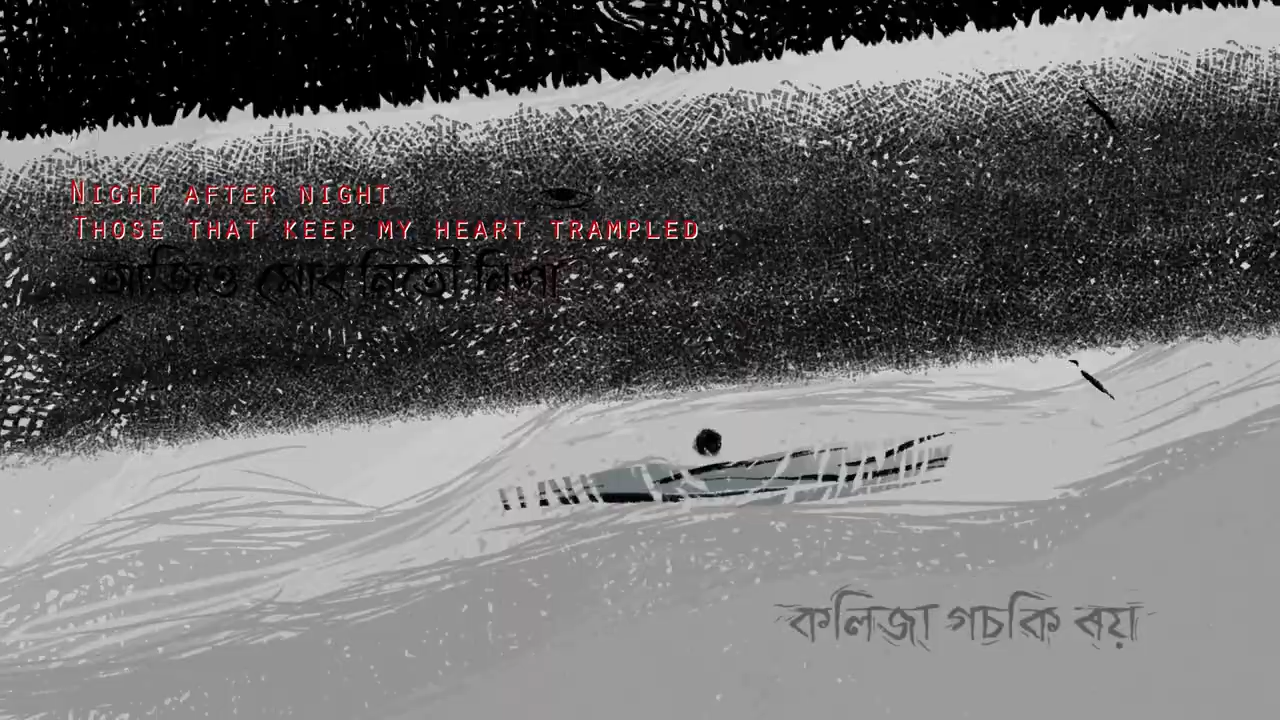 Night after night
Those that keep my heart trampled
আজিও মোৰ নিতৌ নিশা
কলিজা গচকি ৰয়